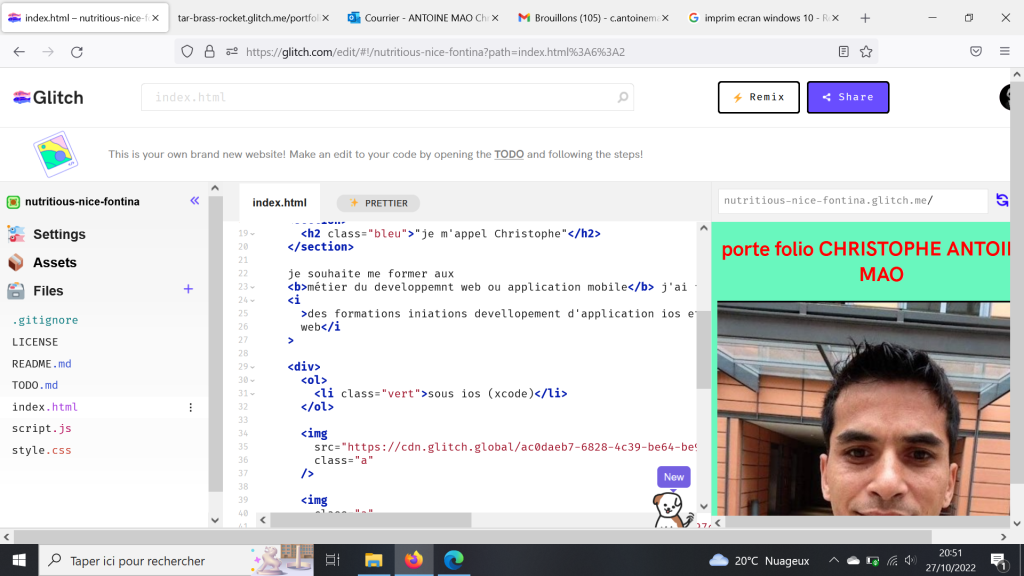 index.html – nutritious-nice-f
tar-brass-rocket.glitch.me/portfol
Courrier - ANTOINE MAO Ch
Brouillons (105) - c.antoinema
imprim ecran windows 10 - R
https://glitch.com/edit/#!/nutritious-nice-fontina?path=index.html%3A6%3A2
Glitch
index.html
Remix
Share
This is your own brand new website! Make an edit to your code by opening the TODO and following the steps!
nutritious-nice-fontina
Settings
Assets
Files
.gitignore
LICENSE
README.md
TODO.md
index.html
script.js
style.css
index.html
PRETTIER
19 <h2 class="bleu">"je m'appel Christophe"</h2>
20 </section>
21
22 je souhaite me former aux
23 <b>métier du developpemnt web ou application mobile</b> j'ai
24 <i
25 >des formations iniations devellopement d'application ios e
26 web</i
27 >
28
29 <div>
30 <ol>
31 <li class="vert">sous ios (xcode)</li>
32 </ol>
33
34 <img
35 src="https://cdn.glitch.global/ac0daeb7-6828-4c39-be64-be9
36 class="a"
37 />
38
39 <img
40
New
nutritious-nice-fontina.glitch.me/
porte folio CHRISTOPHE ANTOI
MAO
Taper ici pour rechercher
20°C Nuageux
20:51
27/10/2022
1